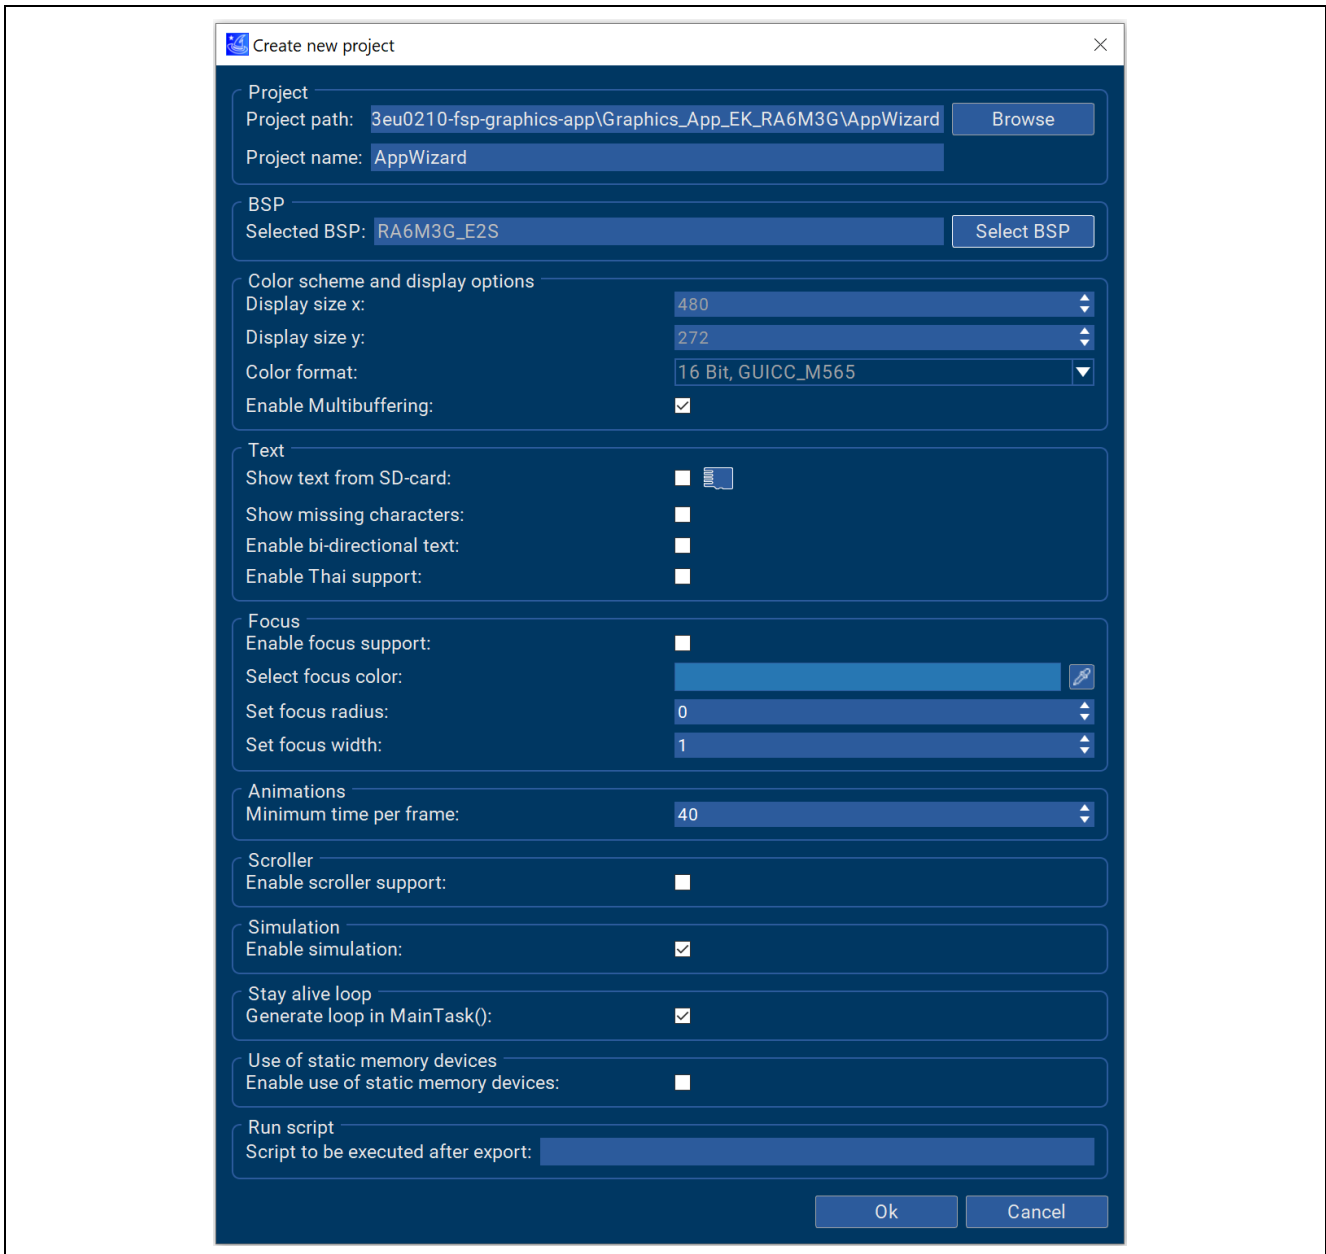 Create new project
Project
Project path: 3eu0210-fsp-graphics-app\Graphics_App_EK_RA6M3G\AppWizard Browse
Project name: AppWizard
BSP
Selected BSP: RA6M3G_E2S Select BSP
Color scheme and display options
Display size x: 480
Display size y: 272
Color format: 16 Bit, GUICC_M565
Enable Multibuffering:
Text
Show text from SD-card:
Show missing characters:
Enable bi-directional text:
Enable Thai support:
Focus
Enable focus support:
Select focus color:
Set focus radius: 0
Set focus width: 1
Animations
Minimum time per frame: 40
Scroller
Enable scroller support:
Simulation
Enable simulation:
Stay alive loop
Generate loop in MainTask():
Use of static memory devices
Enable use of static memory devices:
Run script
Script to be executed after export:
Ok Cancel